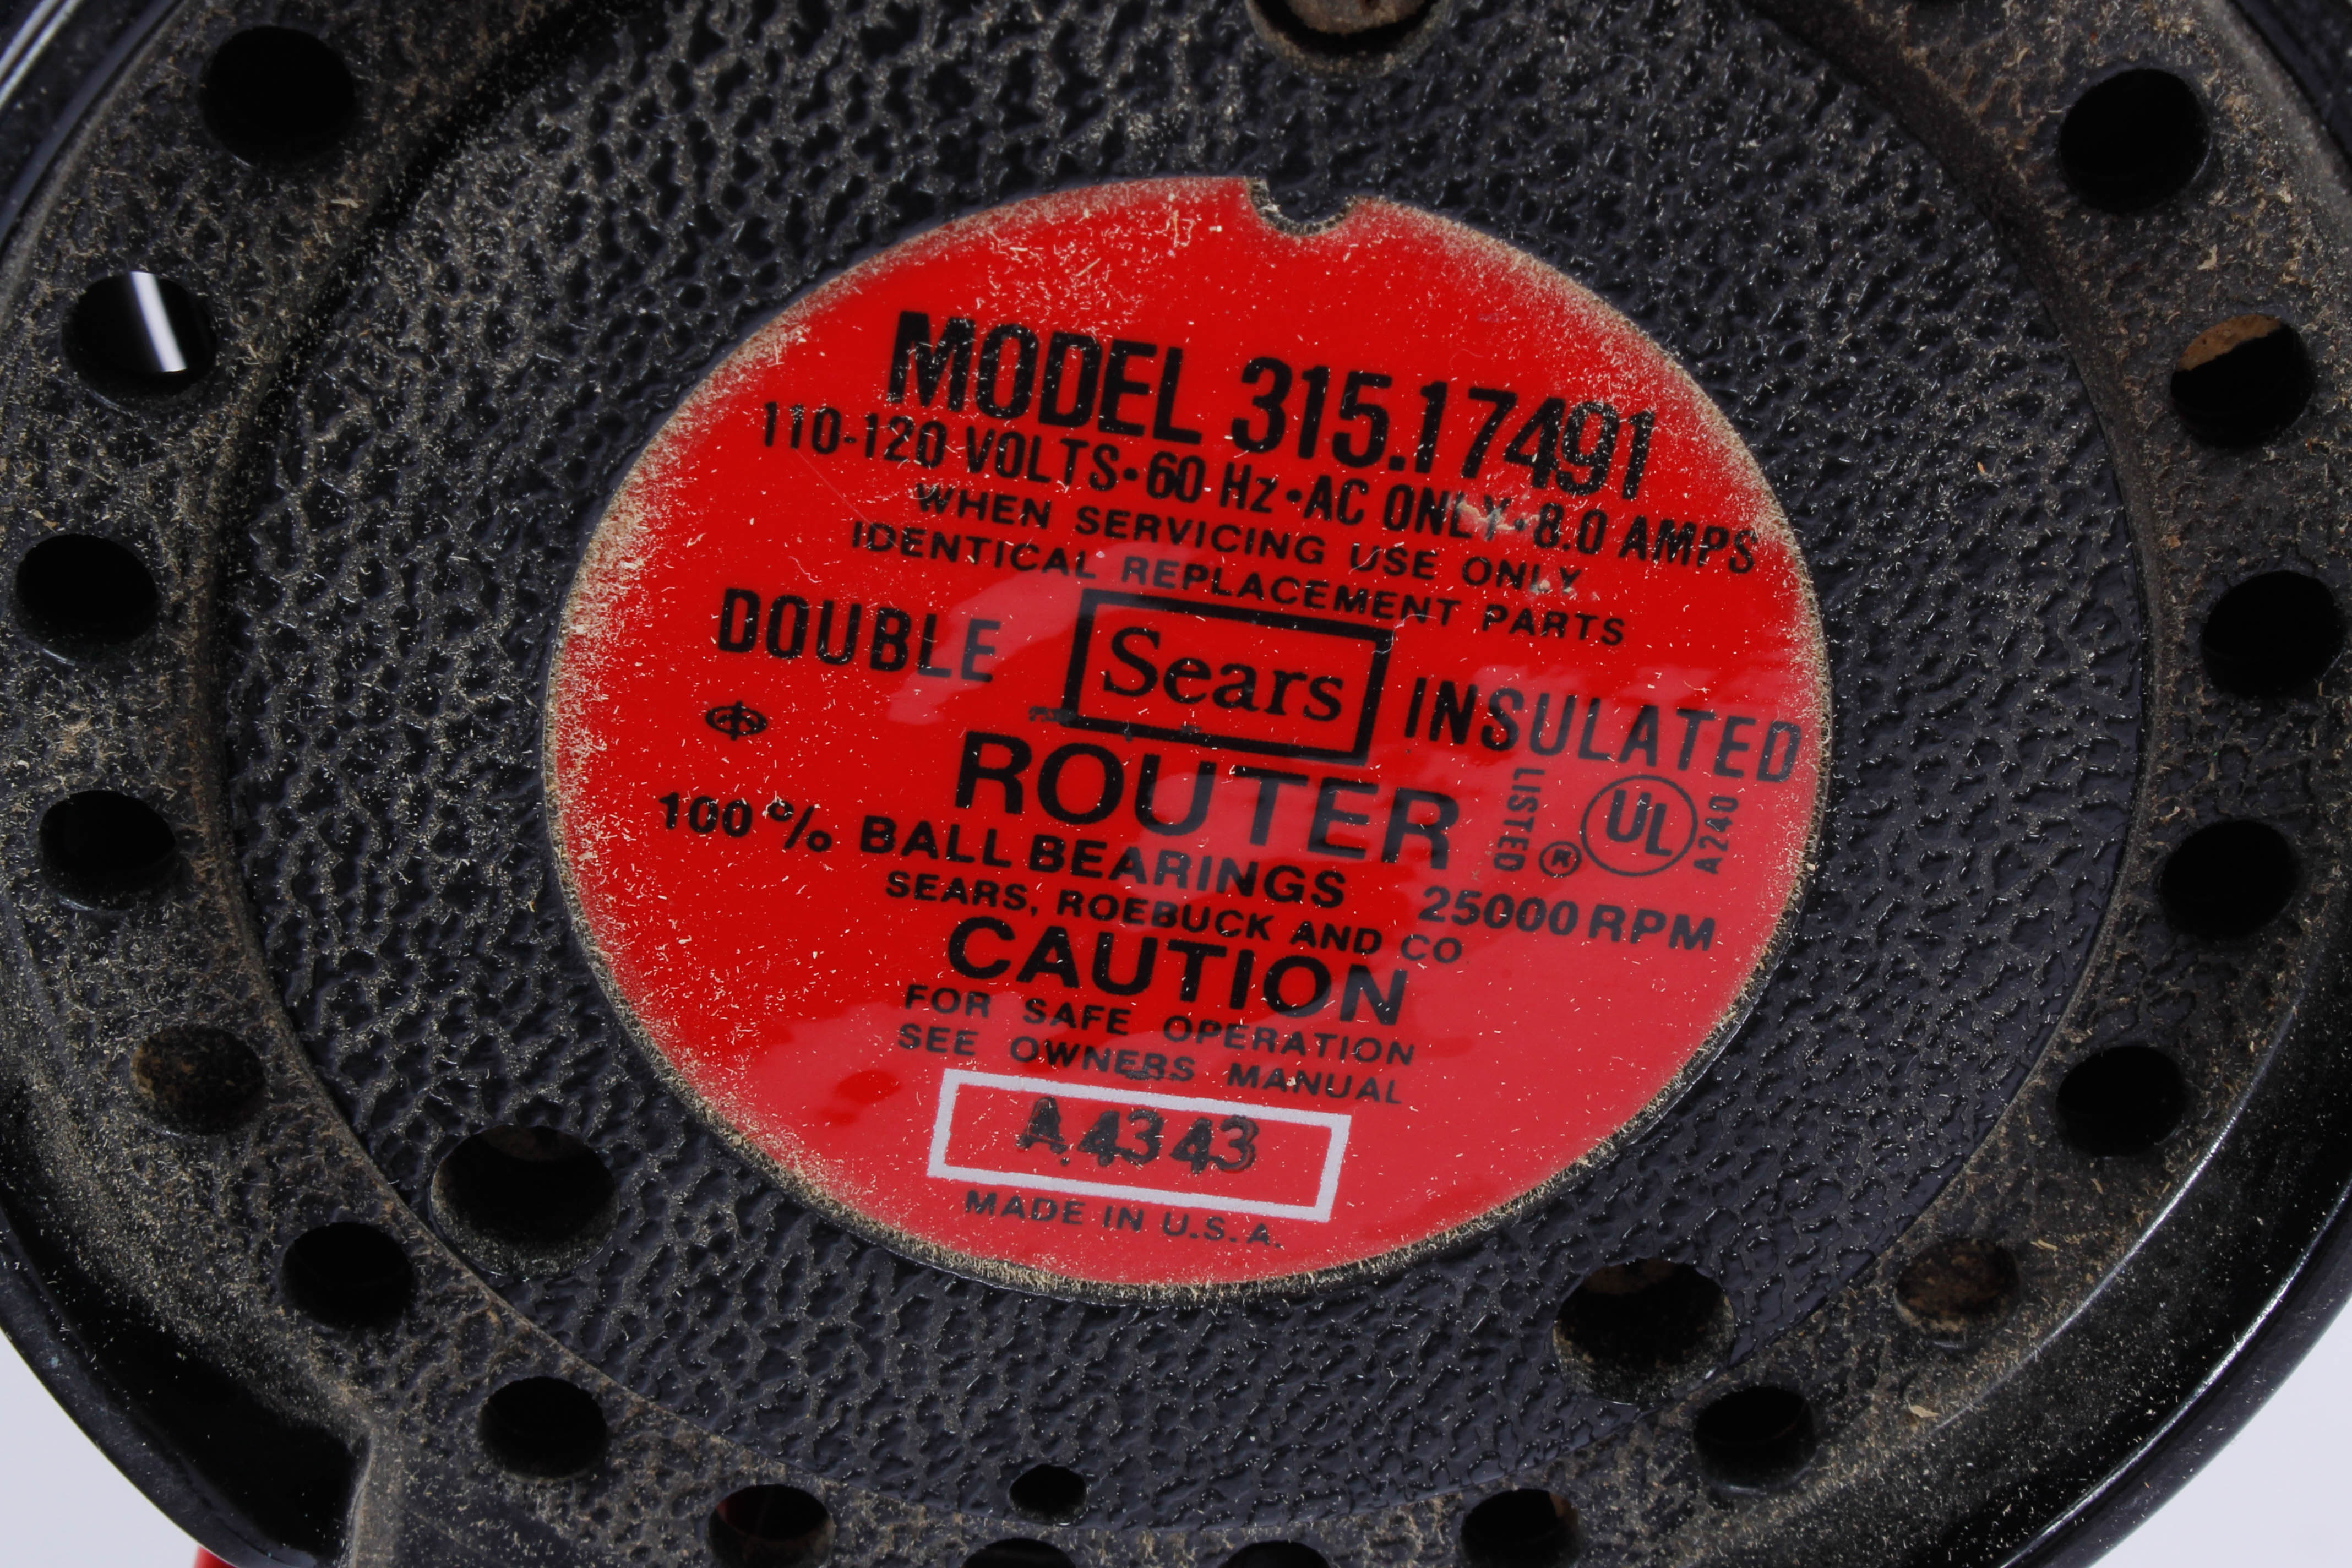 MODEL 315.17491
110-120 VOLTS • 60 Hz • AC ONLY • 8.0 AMPS
WHEN SERVICING USE ONLY
IDENTICAL REPLACEMENT PARTS
DOUBLE Sears INSULATED
ROUTER
LISTED ® UL A240
100% BALL BEARINGS 25000 RPM
SEARS, ROEBUCK AND CO
CAUTION
FOR SAFE OPERATION
SEE OWNERS MANUAL
A4343
MADE IN U.S.A.